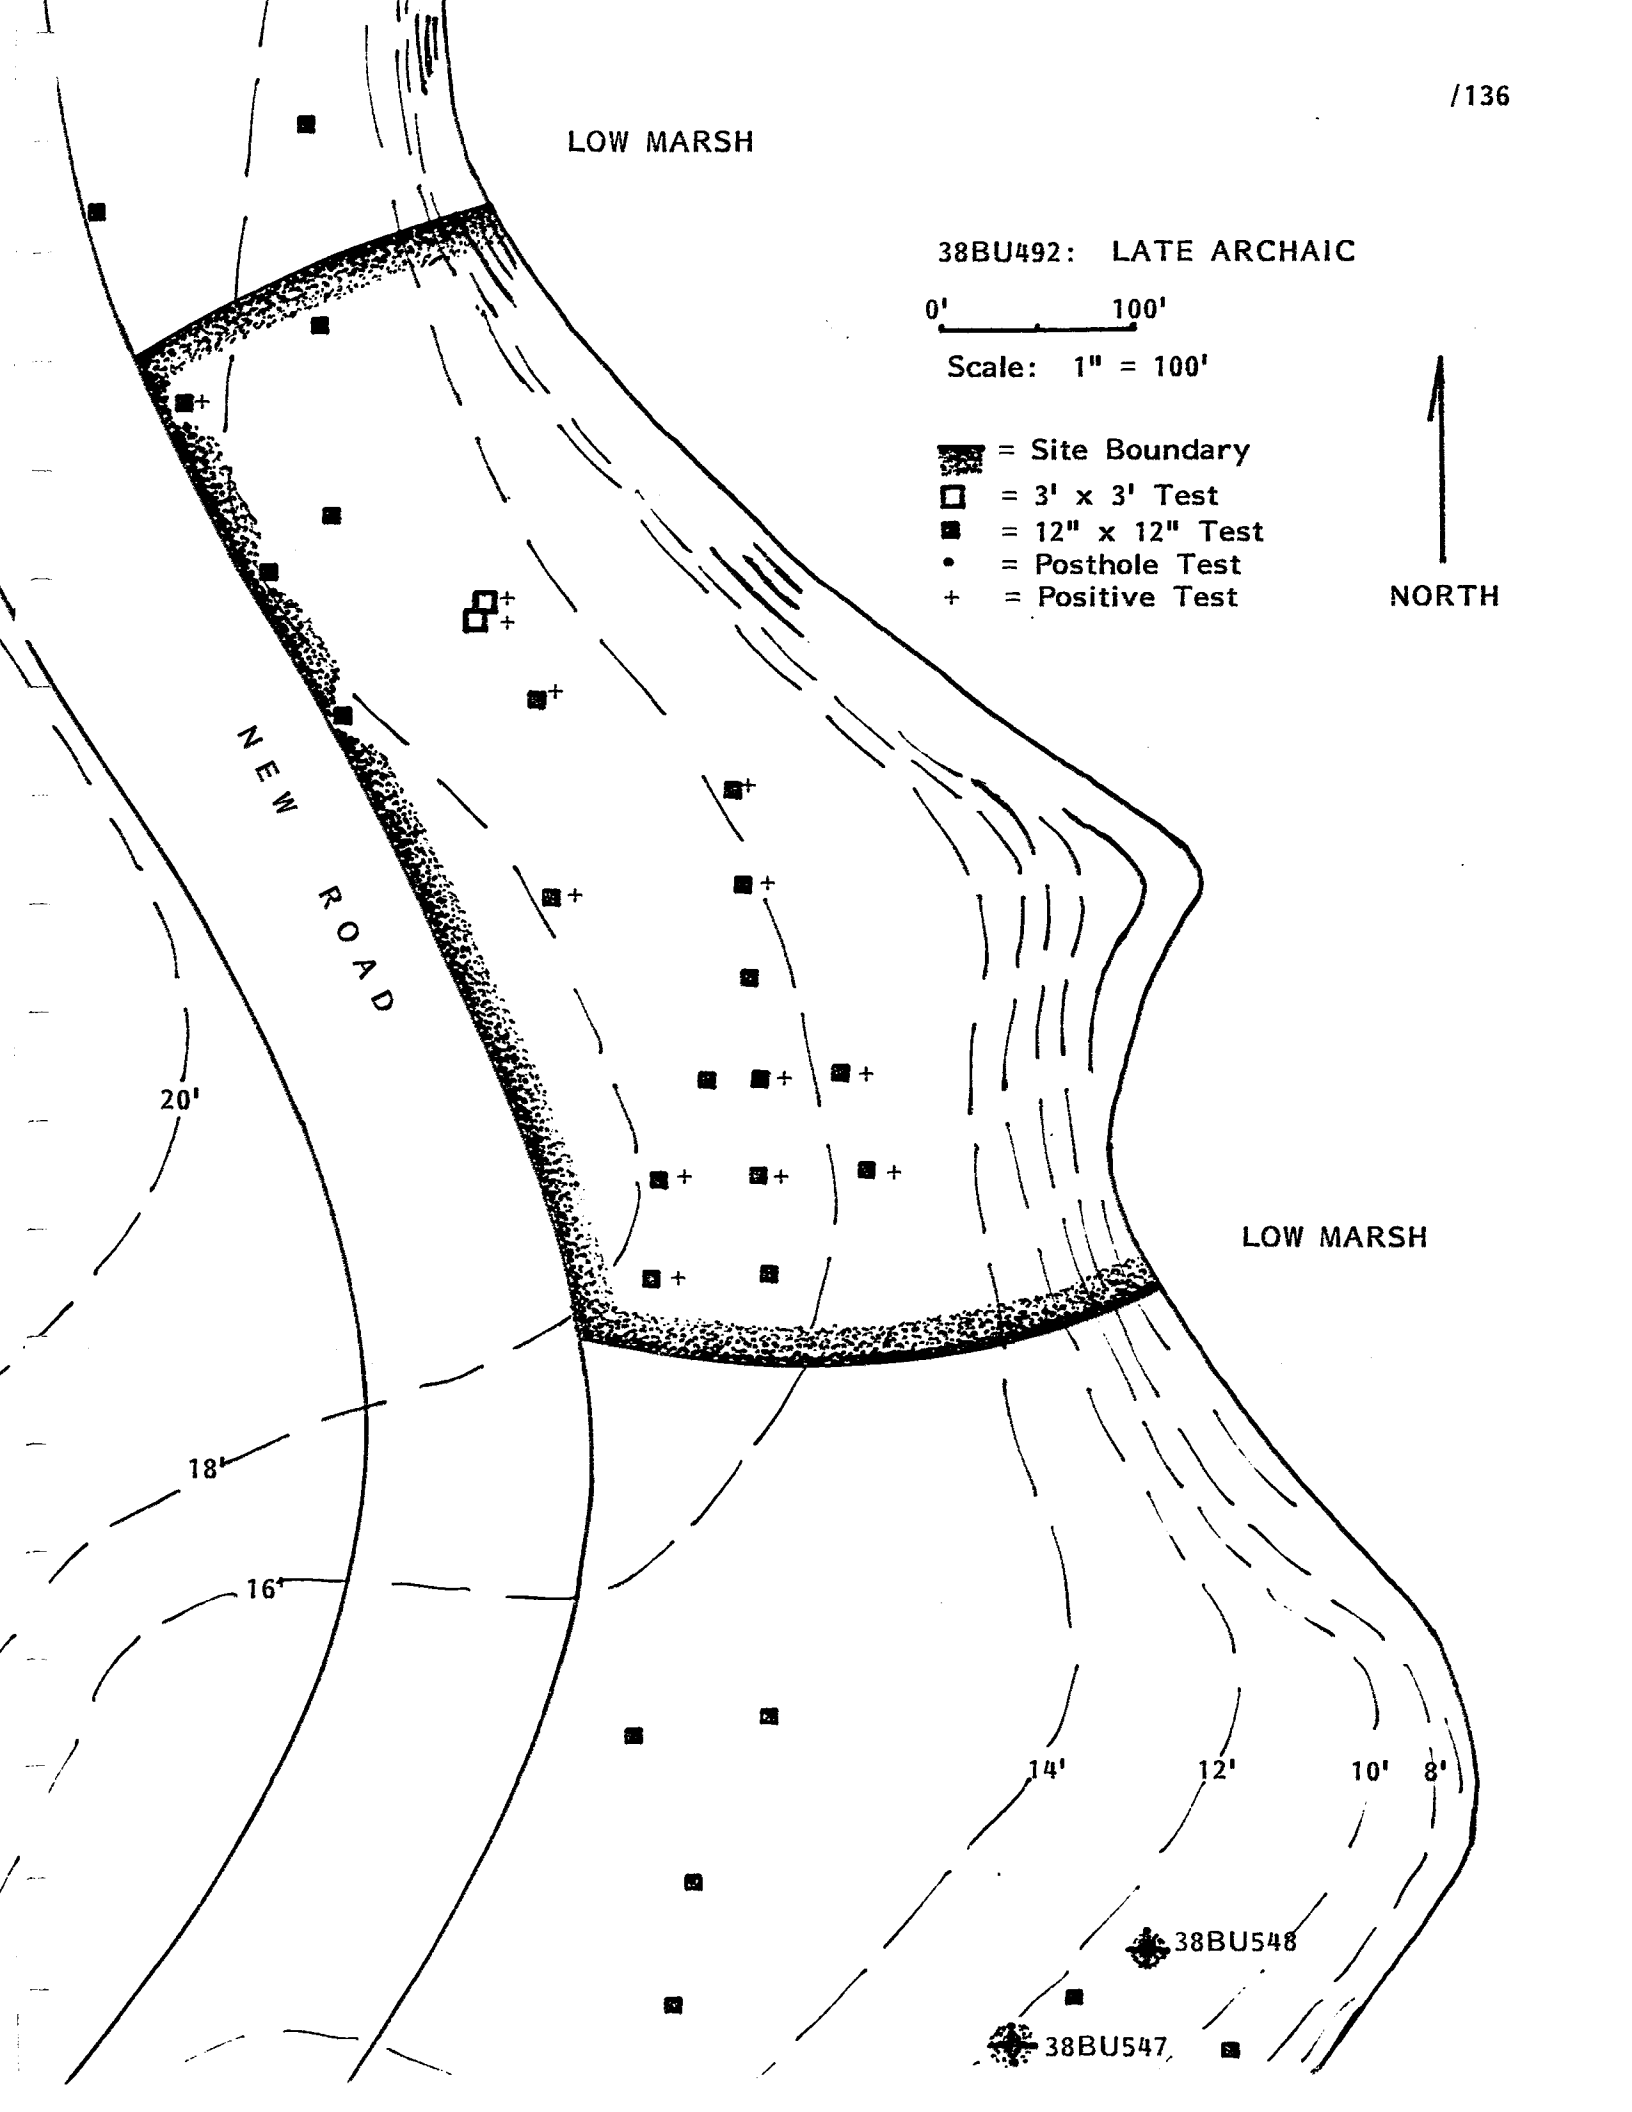 /136
LOW MARSH
38BU492: LATE ARCHAIC
0' 100'
Scale: 1" = 100'
= Site Boundary
= 3' x 3' Test
= 12" x 12" Test
= Posthole Test
+ = Positive Test
NORTH
NEW ROAD
20'
LOW MARSH
18'
16'
14' 12' 10' 8'
38BU548
38BU547